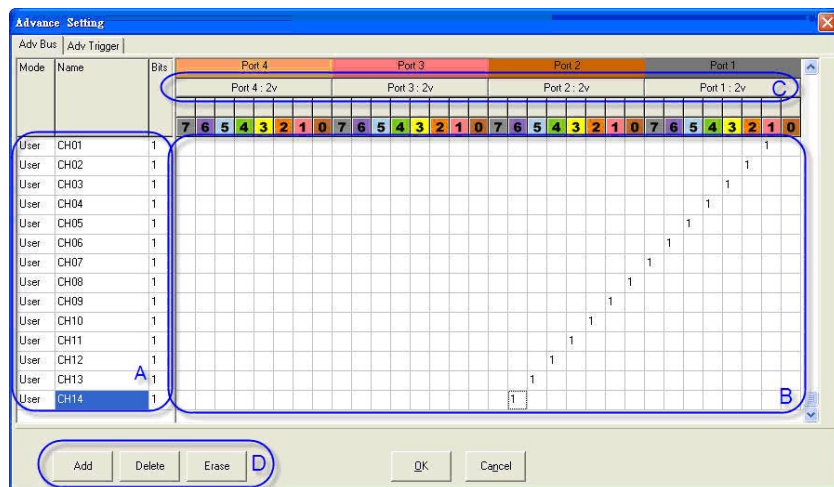 Advance Setting
Adv Bus Adv Trigger
Mode Name Bits Port 4 Port 3 Port 2 Port 1
Port 4 : 2v Port 3 : 2v Port 2 : 2v Port 1 : 2v C
7 6 5 4 3 2 1 0 7 6 5 4 3 2 1 0 7 6 5 4 3 2 1 0 7 6 5 4 3 2 1 0
User CH01 1 1
User CH02 1 1
User CH03 1 1
User CH04 1 1
User CH05 1 1
User CH06 1 1
User CH07 1 1
User CH08 1 1
User CH09 1 1
User CH10 1 1
User CH11 1 1
User CH12 1 1
User CH13 A 1 1 B
User CH14 1 1
Add Delete Erase D OK Cancel